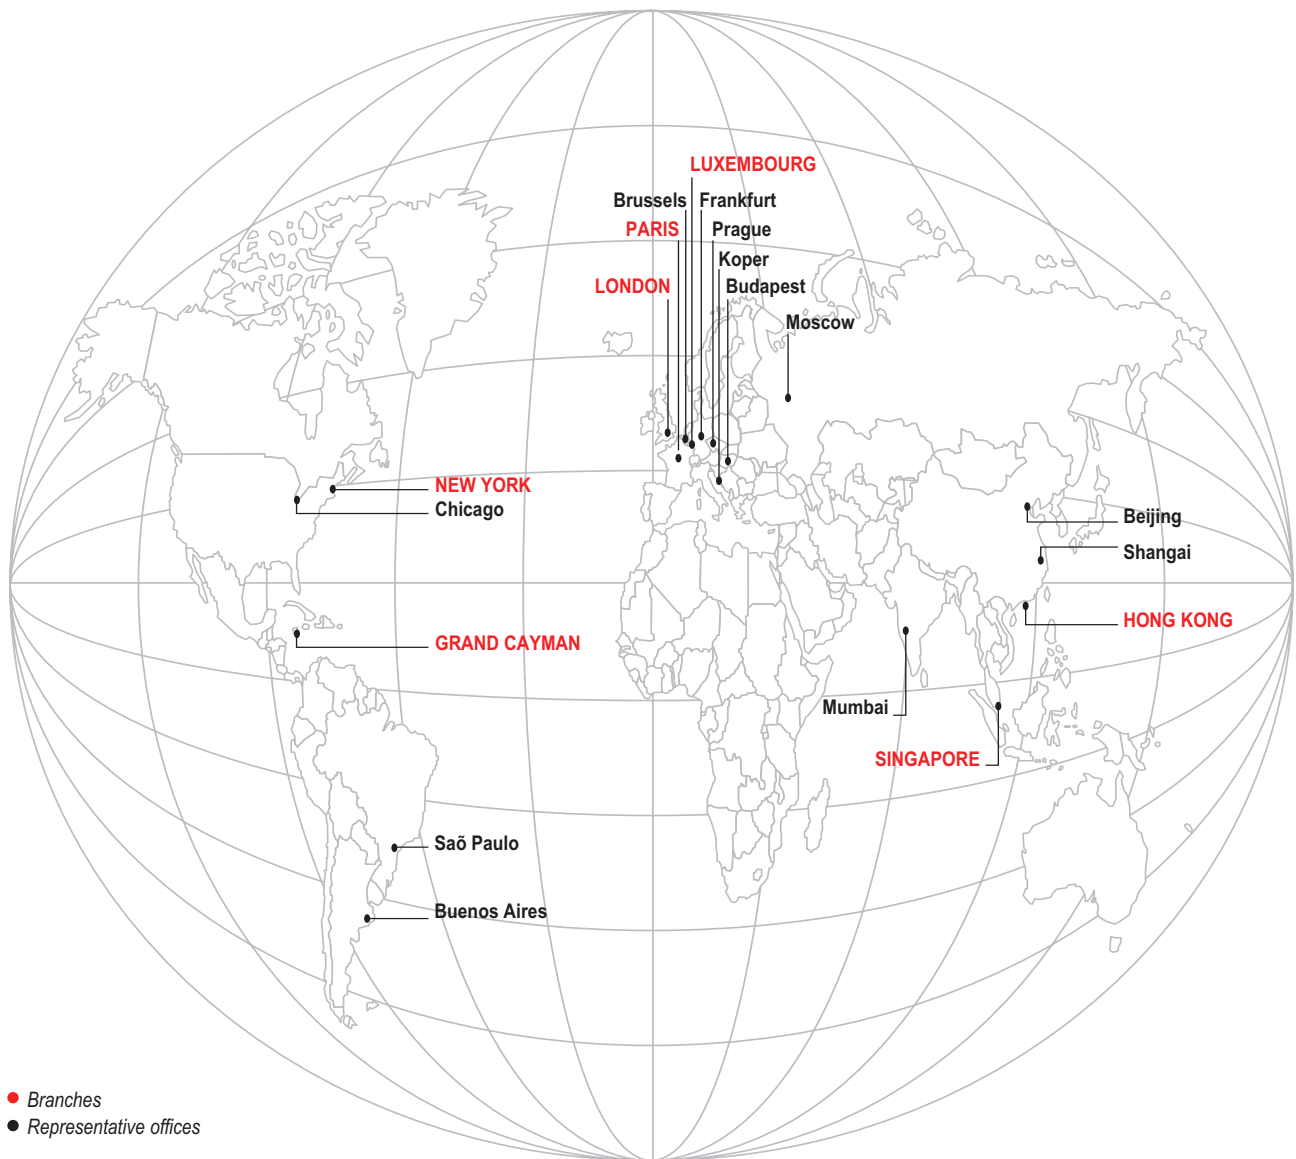 LUXEMBOURG
Brussels
Frankfurt
PARIS
Prague
Koper
LONDON
Budapest
Moscow
NEW YORK
Chicago
Beijing
Shangai
HONG KONG
GRAND CAYMAN
Mumbai
SINGAPORE
Saõ Paulo
Buenos Aires
Branches
Representative offices